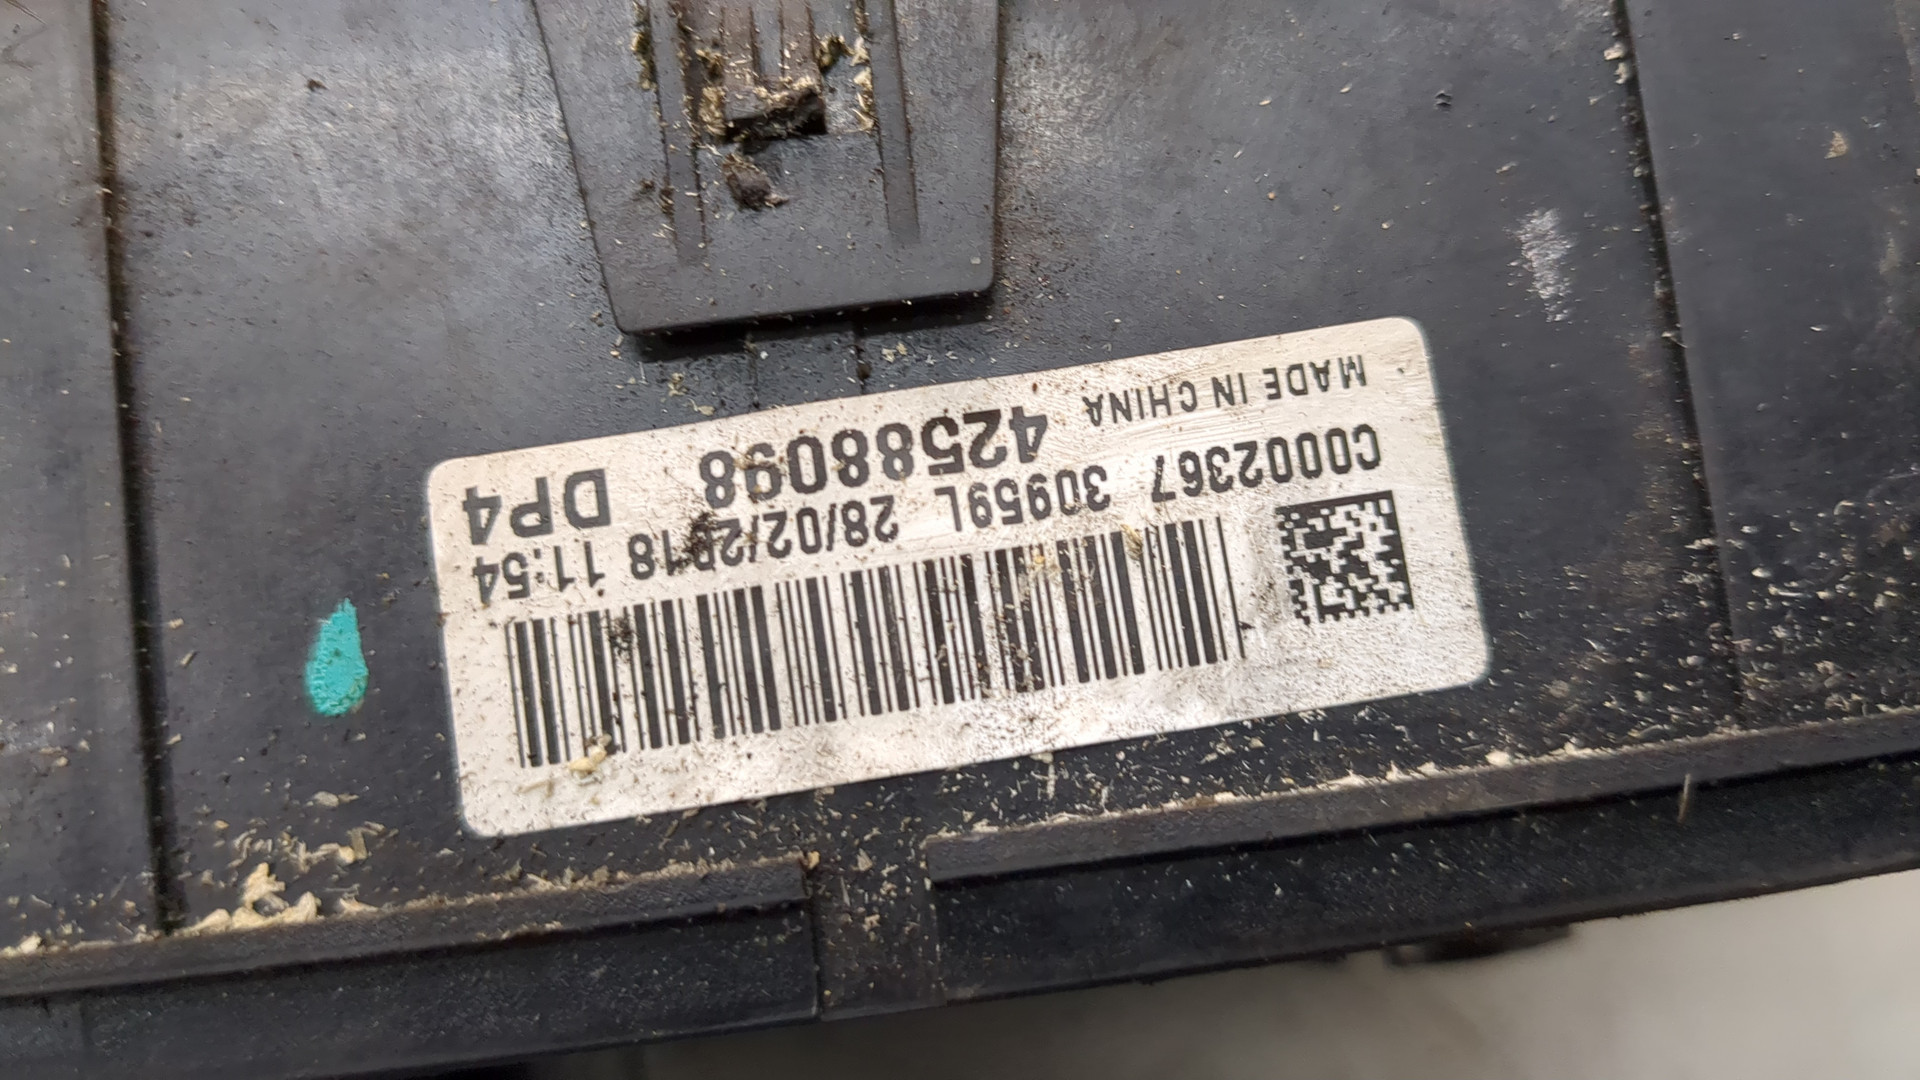 C0002367 30959L 28/02/2018 11:54
42588098 DP4
MADE IN CHINA